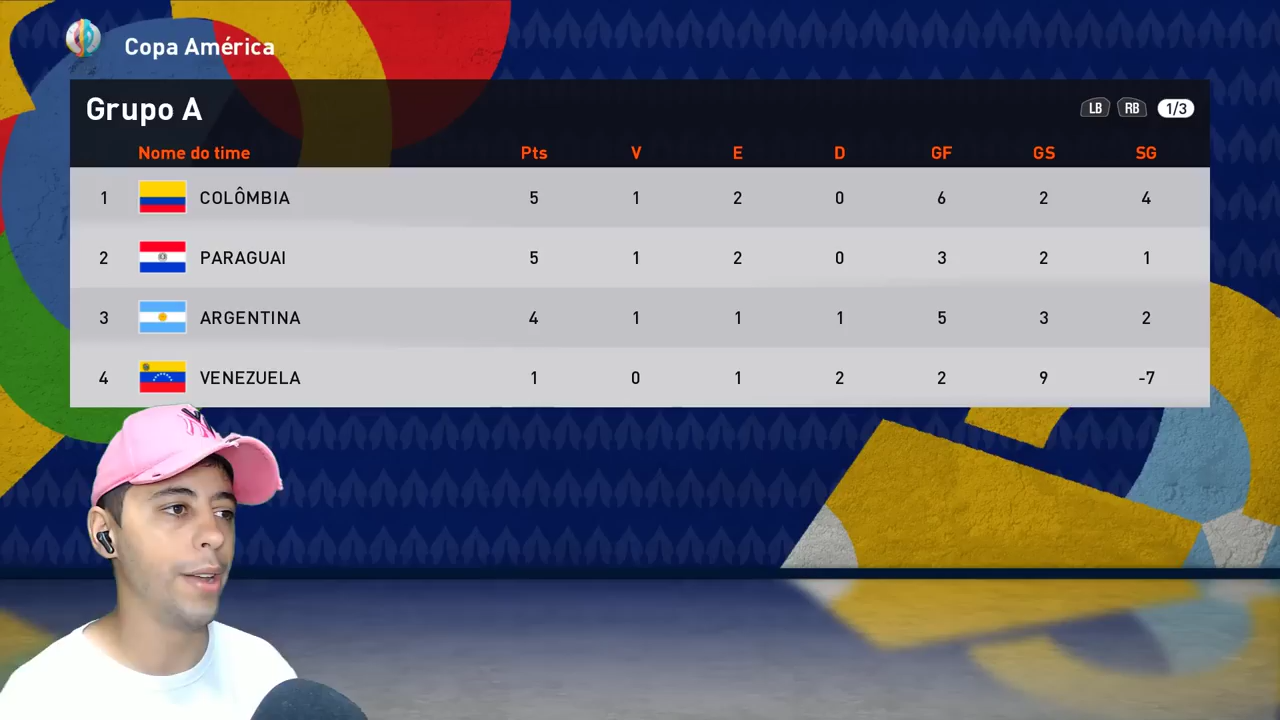 Copa América
Grupo A
LB RB 1/3
Nome do time Pts V E D GF GS SG
1 COLÔMBIA 5 1 2 0 6 2 4
2 PARAGUAI 5 1 2 0 3 2 1
3 ARGENTINA 4 1 1 1 5 3 2
4 VENEZUELA 1 0 1 2 2 9 -7